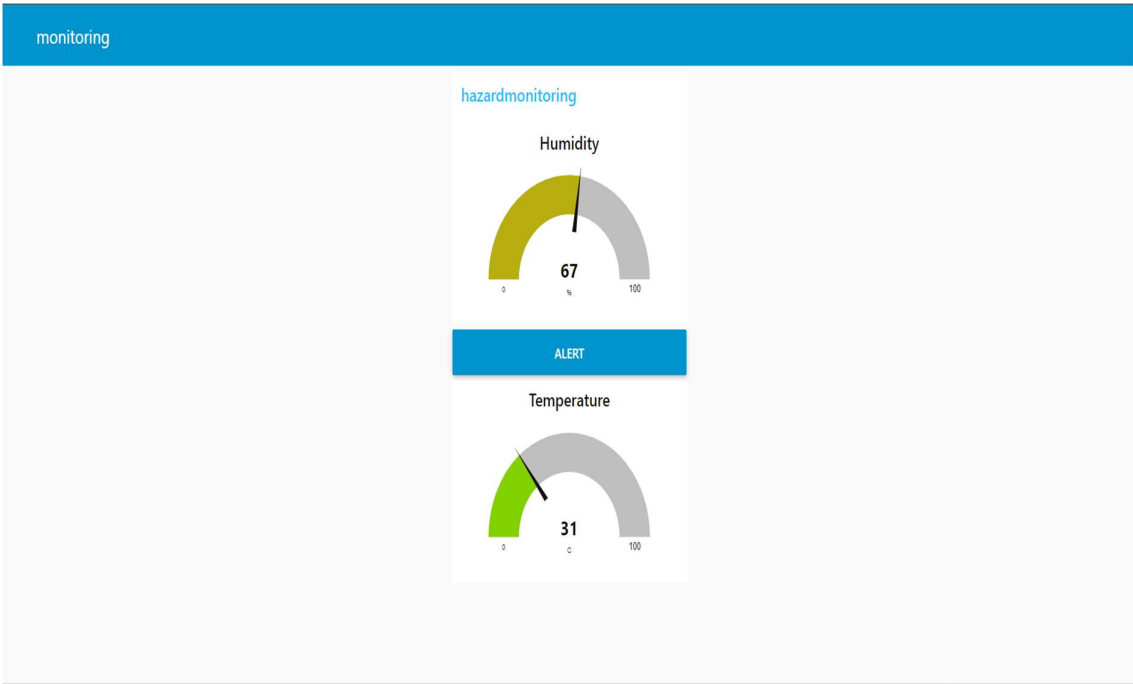 monitoring
hazardmonitoring
Humidity
67
0
%
100
ALERT
Temperature
31
0
C
100